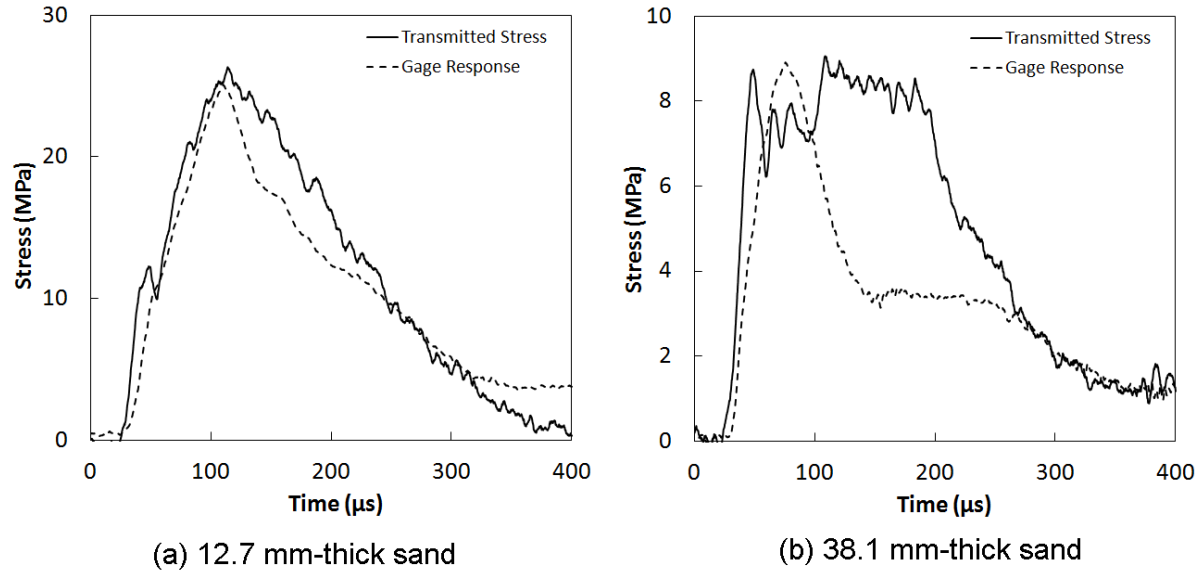 30
20
10
0
Stress (MPa)
Transmitted Stress
Gage Response
0 100 200 300 400
Time (µs)
(a) 12.7 mm-thick sand
10
8
6
4
2
0
Stress (MPa)
Transmitted Stress
Gage Response
0 100 200 300 400
Time (µs)
(b) 38.1 mm-thick sand